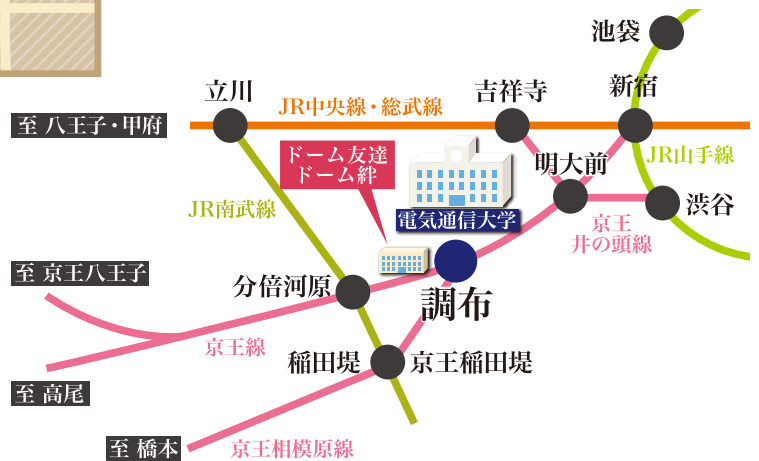 池袋
新宿
立川
JR中央線・総武線
吉祥寺
至 八王子・甲府
ドーム友達
ドーム絆
明大前
JR山手線
JR南武線
電気通信大学
渋谷
京王
井の頭線
至 京王八王子
分倍河原
調布
京王線
稲田堤
京王稲田堤
至 高尾
至 橋本
京王相模原線